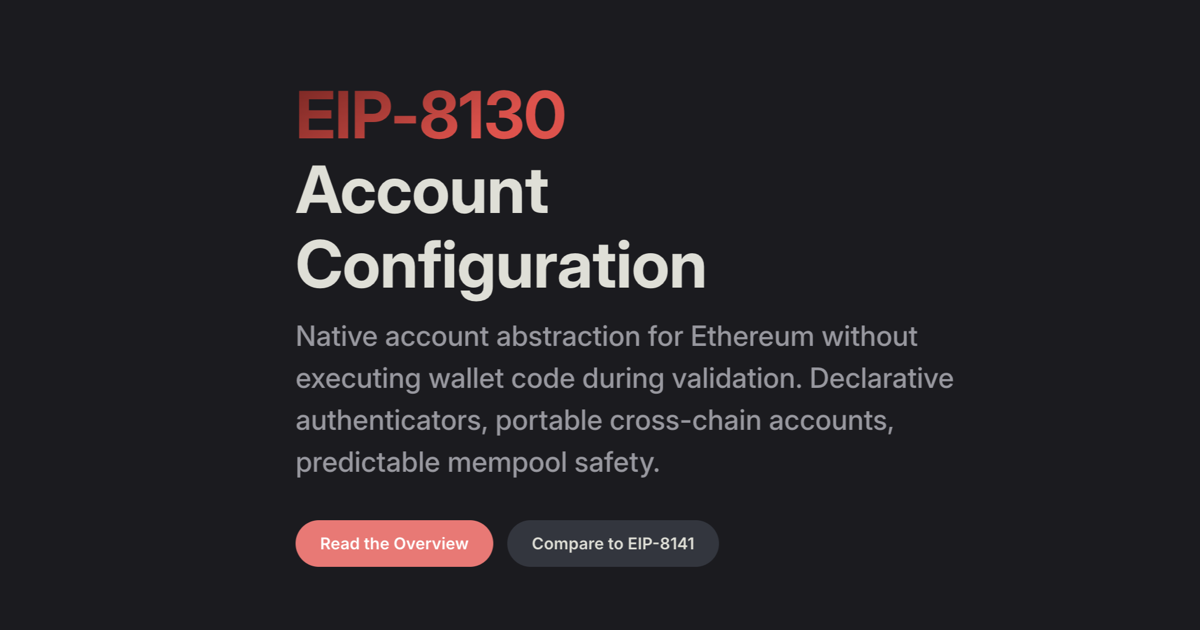 EIP-8130
Account
Configuration
Native account abstraction for Ethereum without
executing wallet code during validation. Declarative
authenticators, portable cross-chain accounts,
predictable mempool safety.
Read the Overview
Compare to EIP-8141